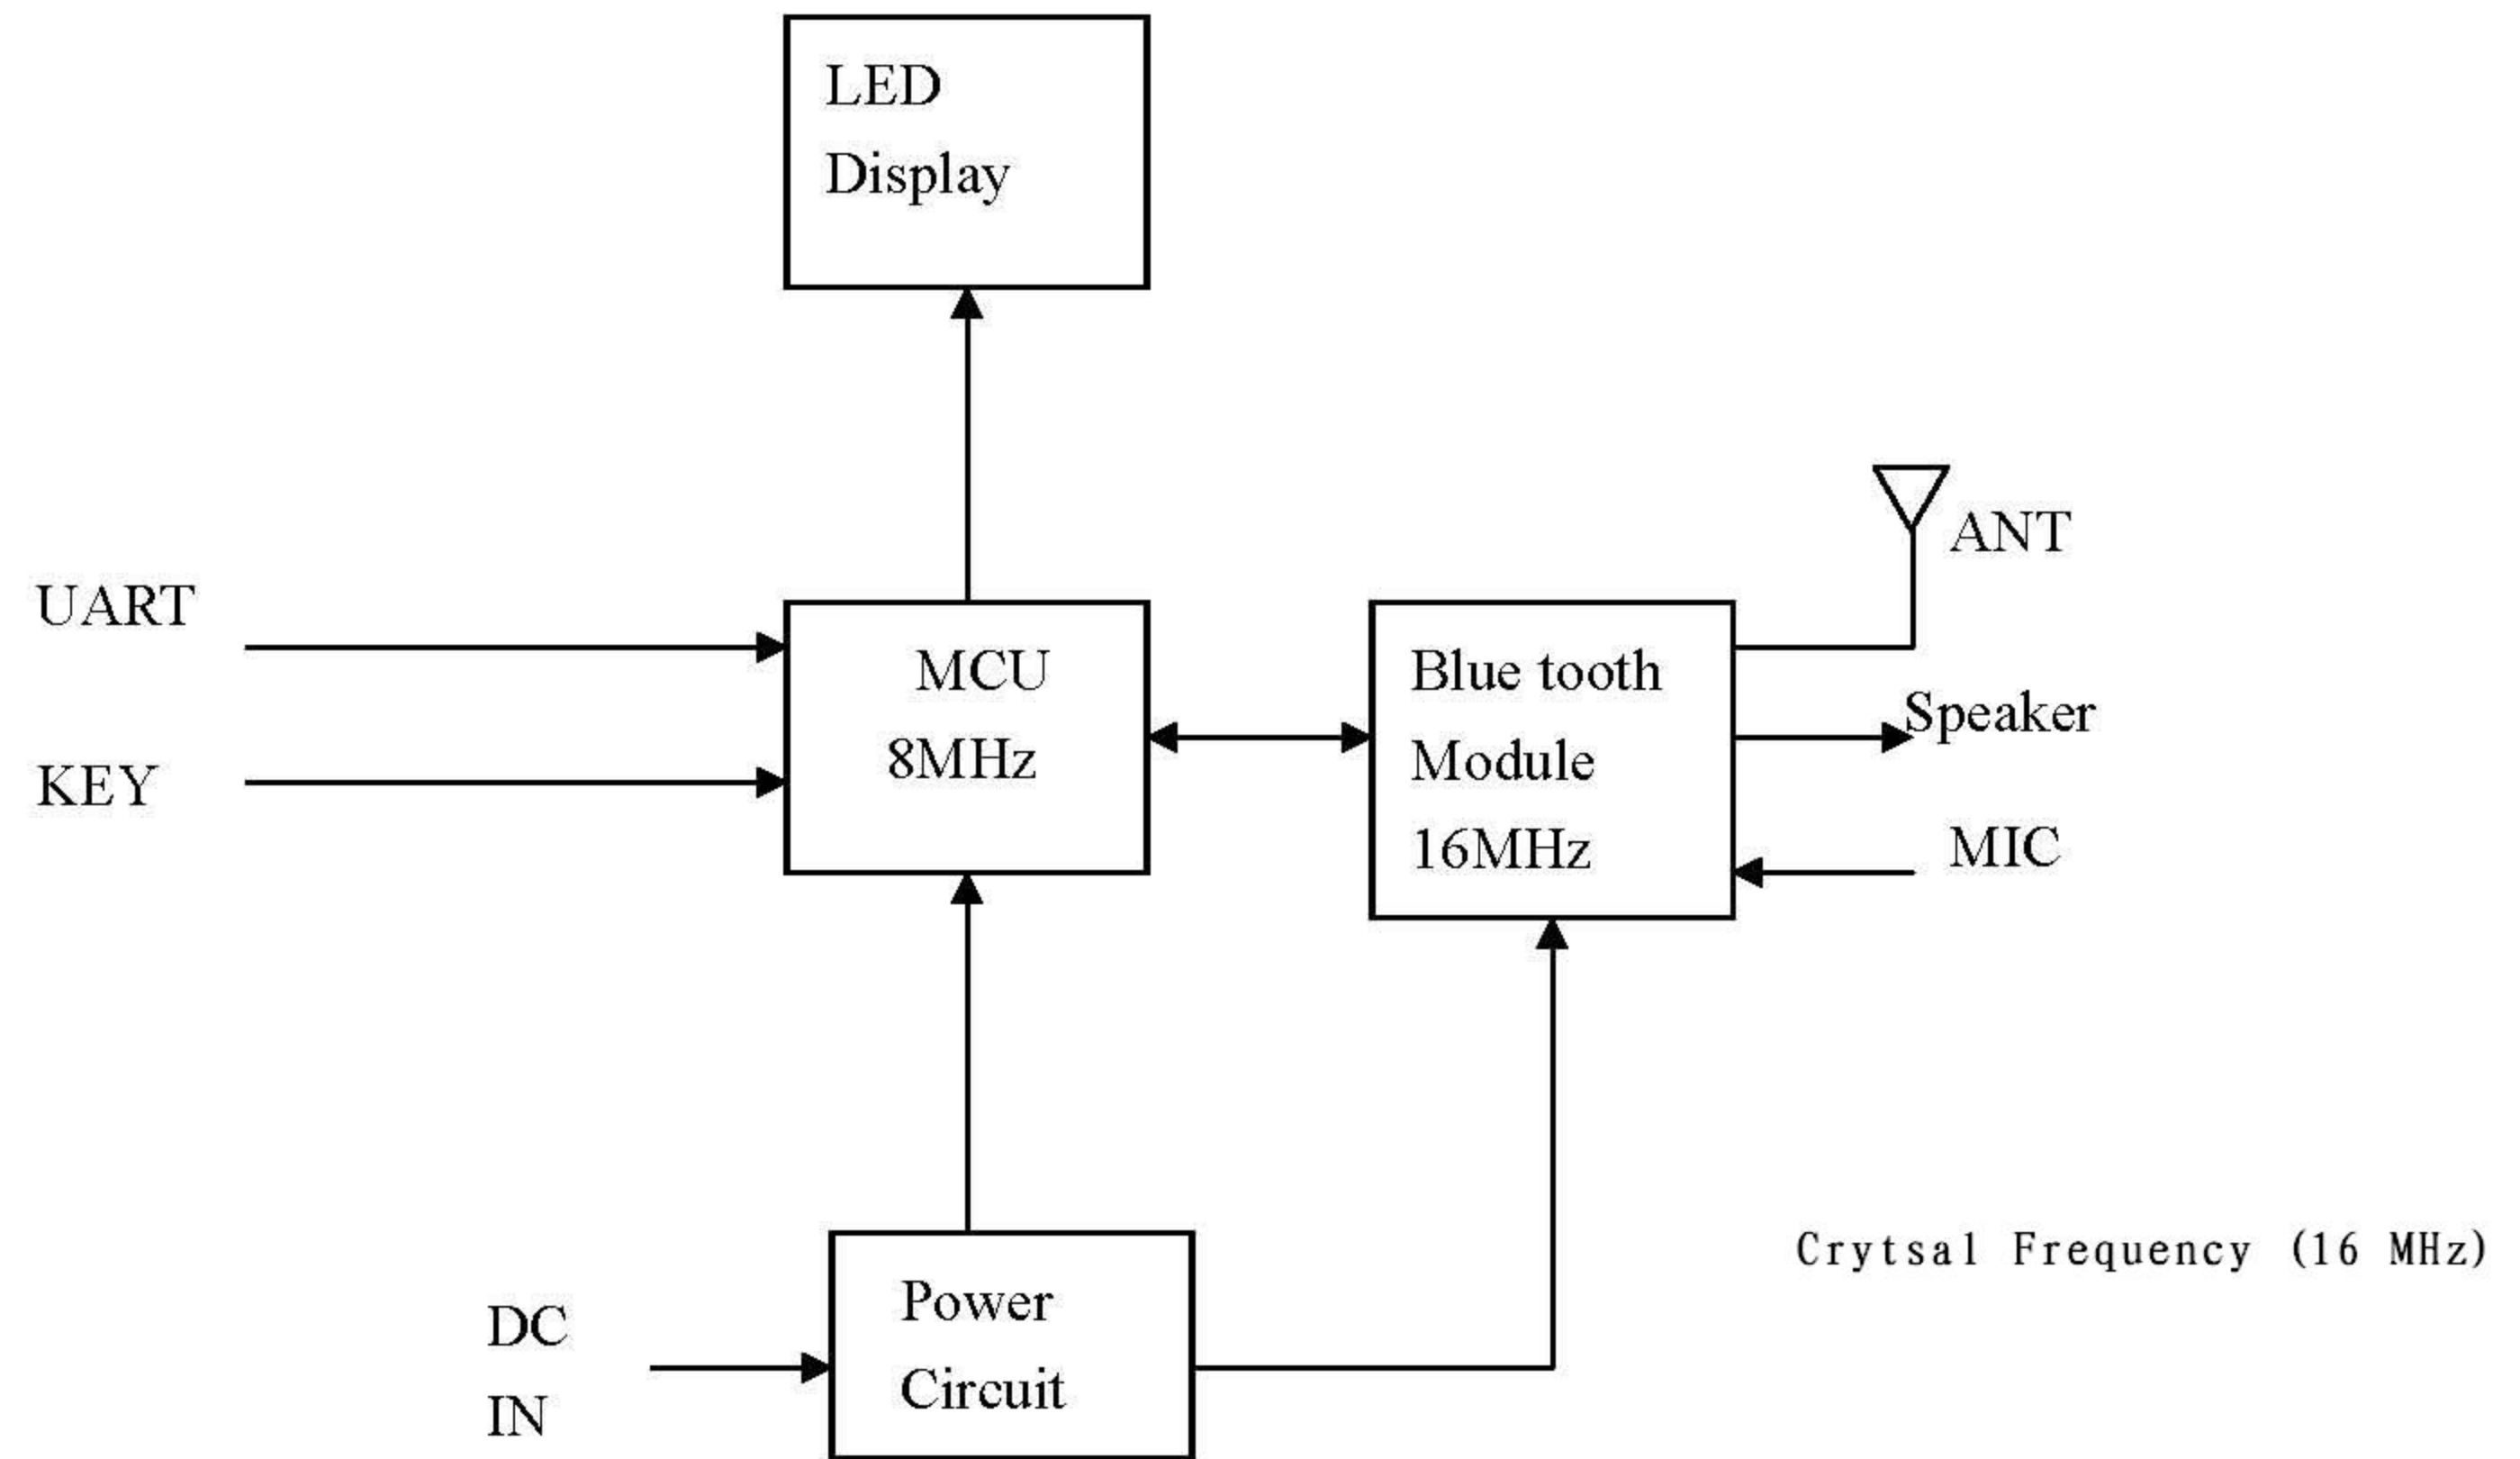 LED
Display
ANT
UART
MCU
8MHz
Blue tooth
Module
16MHz
Speaker
KEY
MIC
Crytsal Frequency (16 MHz)
DC
IN
Power
Circuit